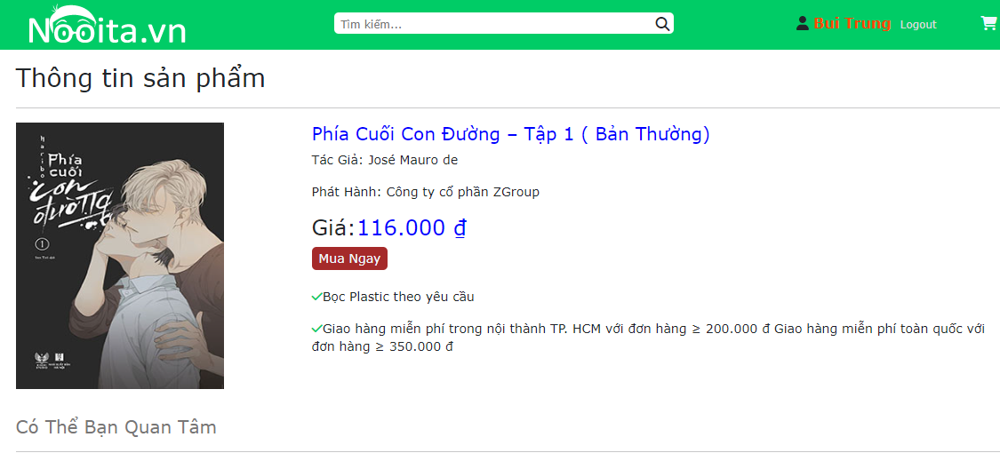 Nobita.vn
Tìm kiếm...
Bui Trung Logout
Thông tin sản phẩm
Haribo
Phía
cuối
con
đường
1
Phía Cuối Con Đường – Tập 1 ( Bản Thường)
Tác Giả: José Mauro de
Phát Hành: Công ty cổ phần ZGroup
Giá:116.000 ₫
Mua Ngay
Bọc Plastic theo yêu cầu
Giao hàng miễn phí trong nội thành TP. HCM với đơn hàng ≥ 200.000 đ Giao hàng miễn phí toàn quốc với
đơn hàng ≥ 350.000 đ
Có Thể Bạn Quan Tâm